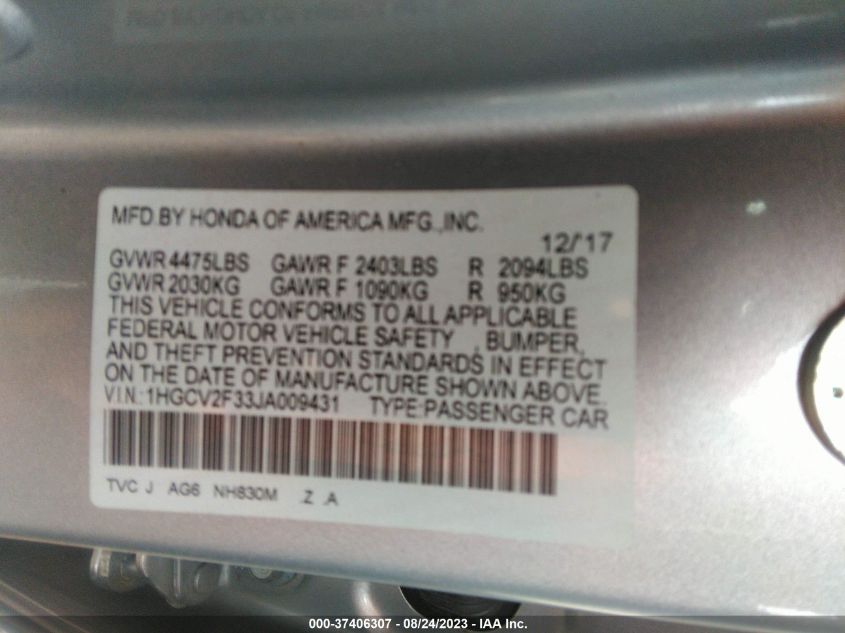 MFD BY HONDA OF AMERICA MFG.,INC.
12/'17
GVWR 4475LBS GAWR F 2403LBS R 2094LBS
GVWR 2030KG GAWR F 1090KG R 950KG
THIS VEHICLE CONFORMS TO ALL APPLICABLE
FEDERAL MOTOR VEHICLE SAFETY , BUMPER,
AND THEFT PREVENTION STANDARDS IN EFFECT
ON THE DATE OF MANUFACTURE SHOWN ABOVE.
V.I.N.: 1HGCV2F33JA009431 TYPE:PASSENGER CAR
TVC J AG6 NH830M .Z .A
000-37406307 - 08/24/2023 - IAA Inc.